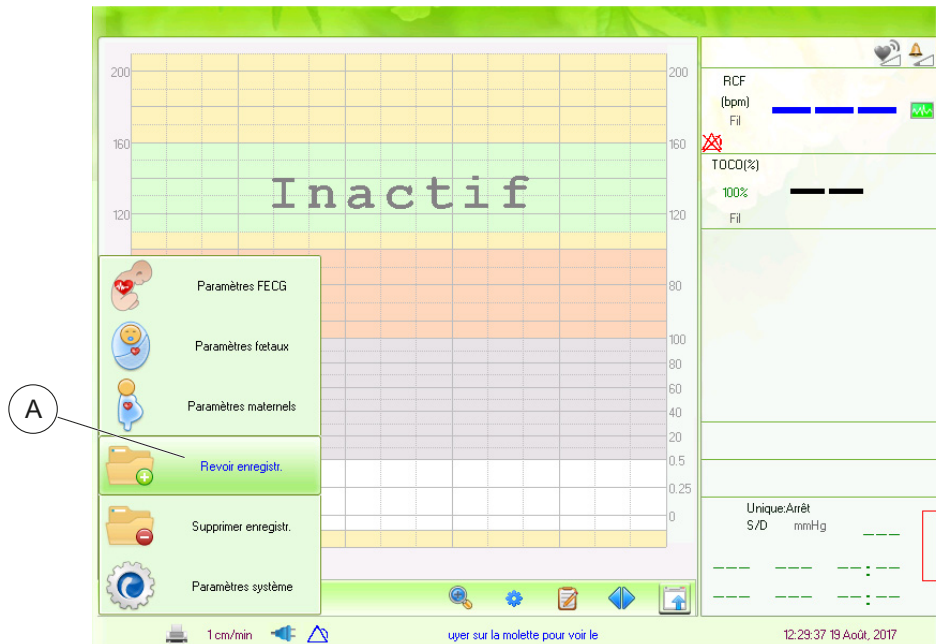 A
Inactif
200
160
120
200
160
120
80
100
80
60
40
20
0.5
0.25
0
Paramètres FECG
Paramètres fœtaux
Paramètres maternels
Revoir enregistr.
Supprimer enregistr.
Paramètres système
RCF
(bpm)
Fil
TOCO(%)
100%
Fil
Unique:Arrêt
S/D mmHg
1 cm/min
uyer sur la molette pour voir le
12:29:37 19 Août, 2017